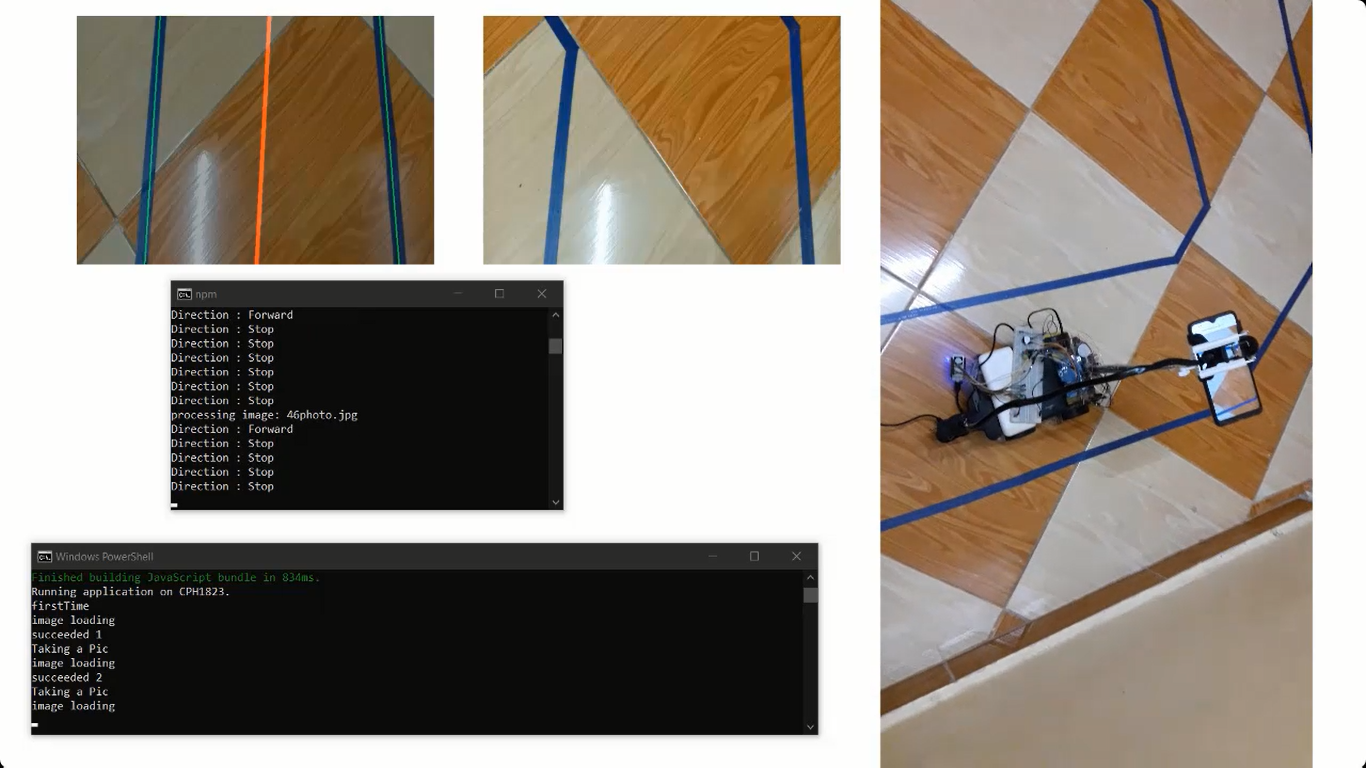 npm
Direction : Forward
Direction : Stop
Direction : Stop
Direction : Stop
Direction : Stop
Direction : Stop
Direction : Stop
processing image: 46photo.jpg
Direction : Forward
Direction : Stop
Direction : Stop
Direction : Stop
Direction : Stop
Windows PowerShell
Finished building JavaScript bundle in 834ms.
Running application on CPH1823.
firstTime
image loading
succeeded 1
Taking a Pic
image loading
succeeded 2
Taking a Pic
image loading